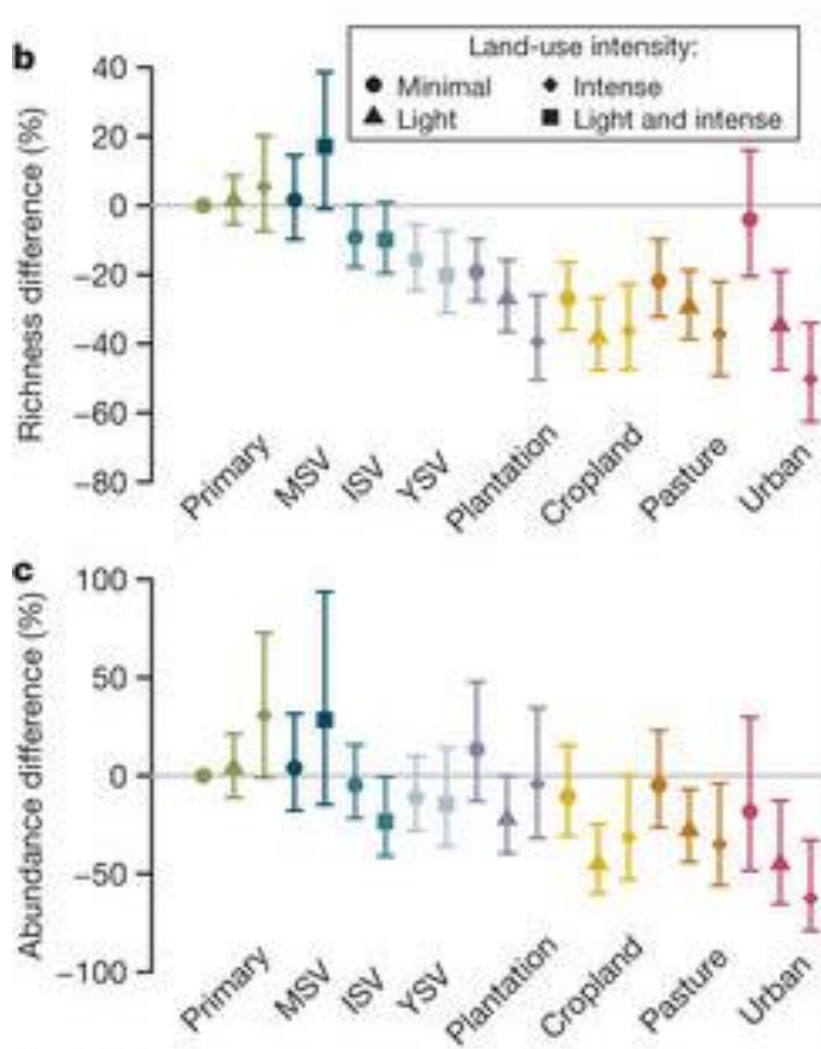 b
Land-use intensity:
Minimal Intense
Light Light and intense
Richness difference (%)
40
20
0
−20
−40
−60
−80
Primary
MSV
ISV
YSV
Plantation
Cropland
Pasture
Urban
c
Abundance difference (%)
100
50
0
−50
−100
Primary
MSV
ISV
YSV
Plantation
Cropland
Pasture
Urban